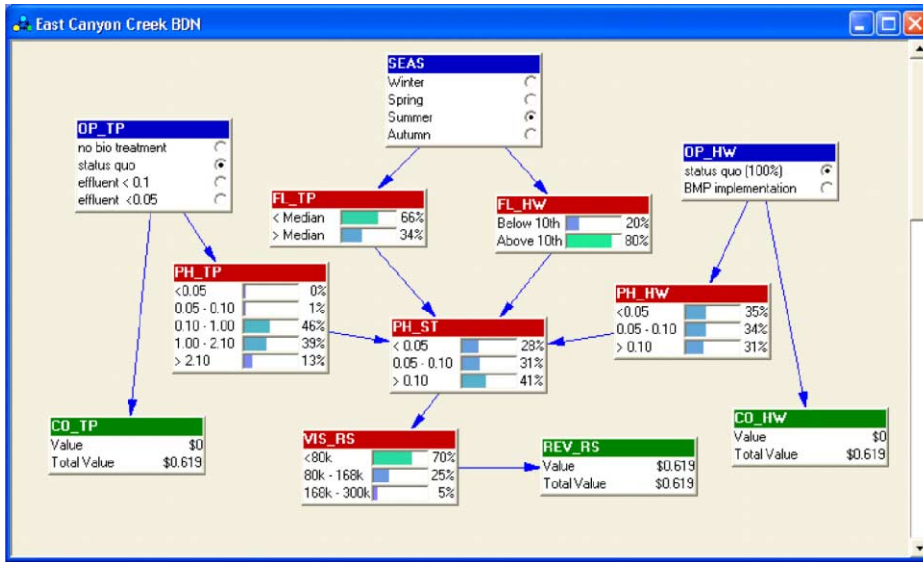 East Canyon Creek BDN
SEAS
Winter
Spring
Summer
Autumn
OP_TP
no bio treatment
status quo
effluent < 0.1
effluent <0.05
OP_HW
status quo (100%)
BMP implementation
FL_TP
< Median 66%
> Median 34%
FL_HW
Below 10th 20%
Above 10th 80%
PH_TP
<0.05 0%
0.05 - 0.10 1%
0.10 - 1.00 46%
1.00 - 2.10 39%
> 2.10 13%
PH_ST
< 0.05 28%
0.05 - 0.10 31%
> 0.10 41%
PH_HW
<0.05 35%
0.05 - 0.10 34%
> 0.10 31%
CO_TP
Value $0
Total Value $0.619
VIS_RS
<80k 70%
80k - 168k 25%
168k - 300k 5%
REV_RS
Value $0.619
Total Value $0.619
CO_HW
Value $0
Total Value $0.619